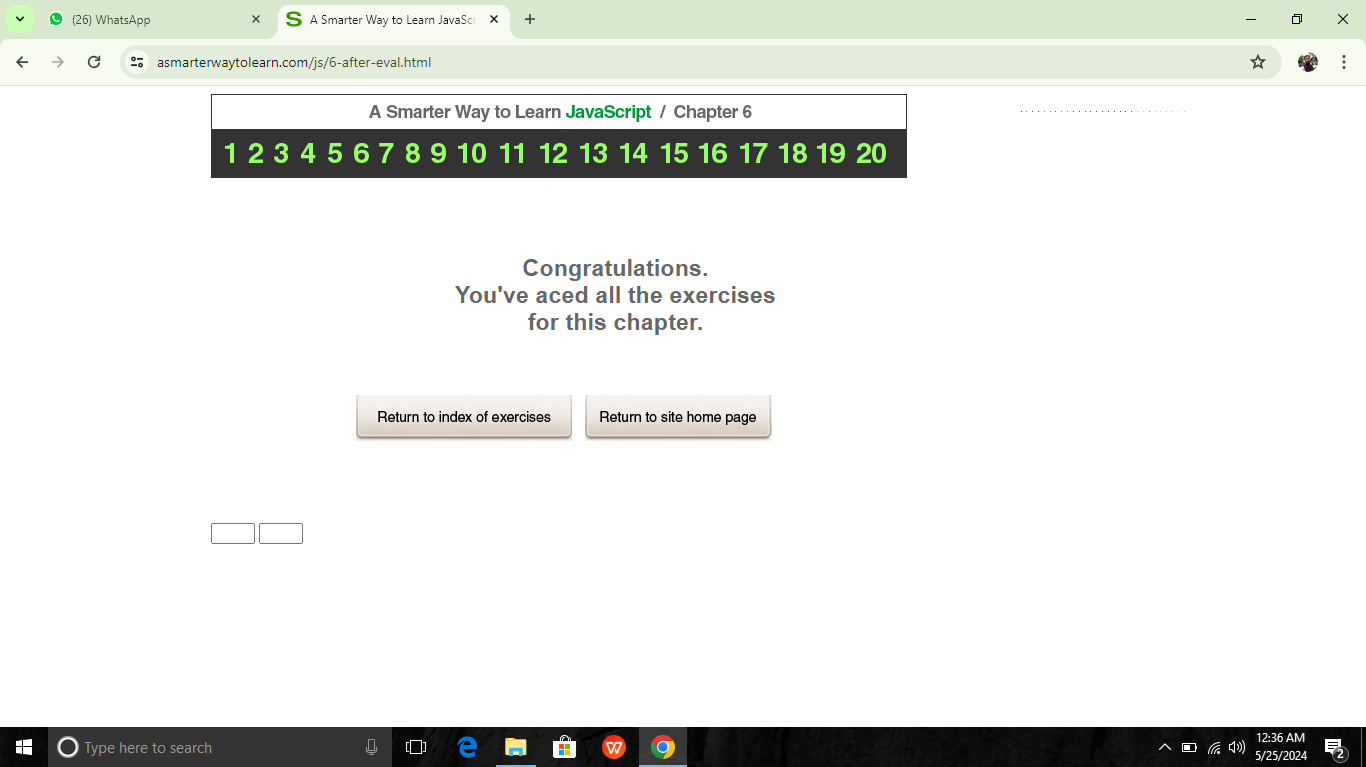 (26) WhatsApp
A Smarter Way to Learn JavaScr
asmarterwaytolearn.com/js/6-after-eval.html
A Smarter Way to Learn JavaScript / Chapter 6
1 2 3 4 5 6 7 8 9 10 11 12 13 14 15 16 17 18 19 20
Congratulations.
You've aced all the exercises
for this chapter.
Return to index of exercises
Return to site home page
Type here to search
12:36 AM
5/25/2024
2